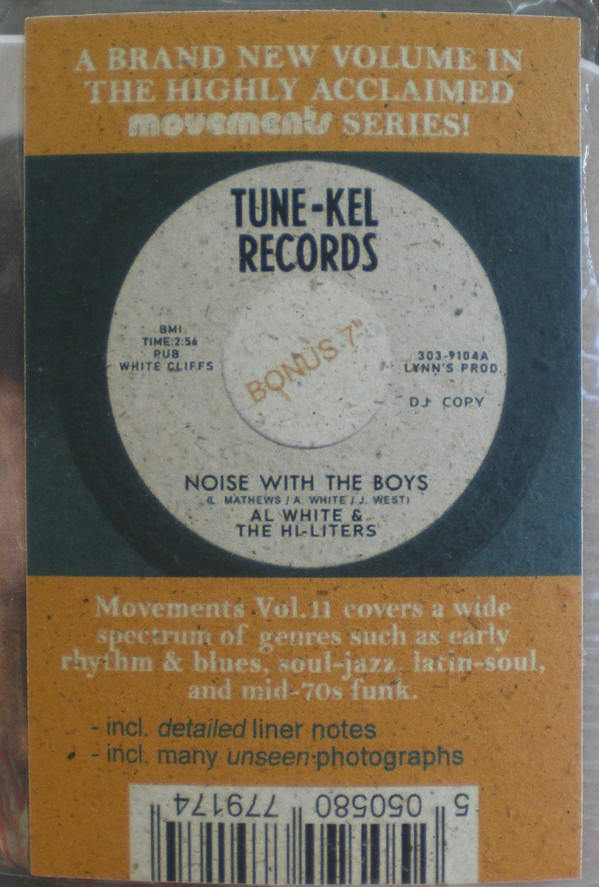 A BRAND NEW VOLUME IN
THE HIGHLY ACCLAIMED
movements SERIES!
TUNE-KEL
RECORDS
BMI
TIME:2:56
PUB
WHITE CLIFFS
BONUS 7"
303-9104A
LYNN'S PROD.
DJ COPY
NOISE WITH THE BOYS
(L. MATHEWS / A. WHITE / J. WEST)
AL WHITE &
THE HI-LITERS
Movements Vol.11 covers a wide
spectrum of genres such as early
rhythm & blues, soul-jazz, latin-soul,
and mid-70s funk.
- incl. detailed liner notes
- incl. many unseen photographs
5 050580 779174